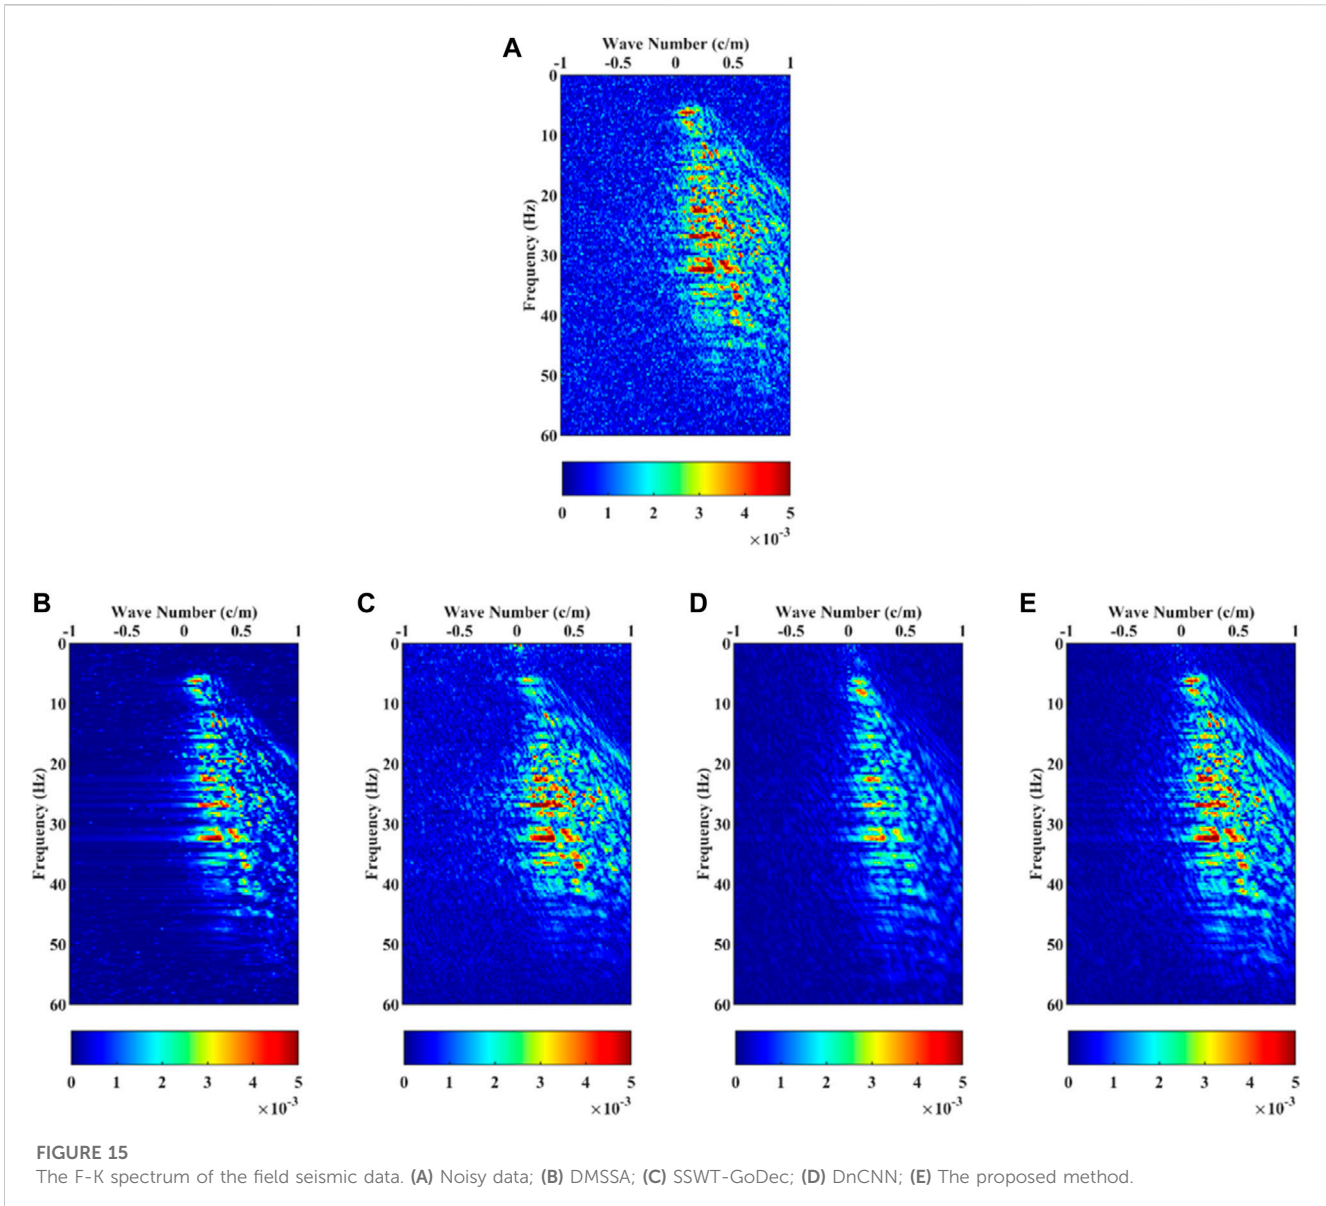 A
Wave Number (c/m)
-1 -0.5 0 0.5 1
0
10
20
30
40
50
60
Frequency (Hz)
0 1 2 3 4 5
×10-3
B
Wave Number (c/m)
-1 -0.5 0 0.5 1
0
10
20
30
40
50
60
Frequency (Hz)
0 1 2 3 4 5
×10-3
C
Wave Number (c/m)
-1 -0.5 0 0.5 1
0
10
20
30
40
50
60
Frequency (Hz)
0 1 2 3 4 5
×10-3
D
Wave Number (c/m)
-1 -0.5 0 0.5 1
0
10
20
30
40
50
60
Frequency (Hz)
0 1 2 3 4 5
×10-3
E
Wave Number (c/m)
-1 -0.5 0 0.5 1
0
10
20
30
40
50
60
Frequency (Hz)
0 1 2 3 4 5
×10-3
FIGURE 15
The F-K spectrum of the field seismic data. (A) Noisy data; (B) DMSSA; (C) SSWT-GoDec; (D) DnCNN; (E) The proposed method.